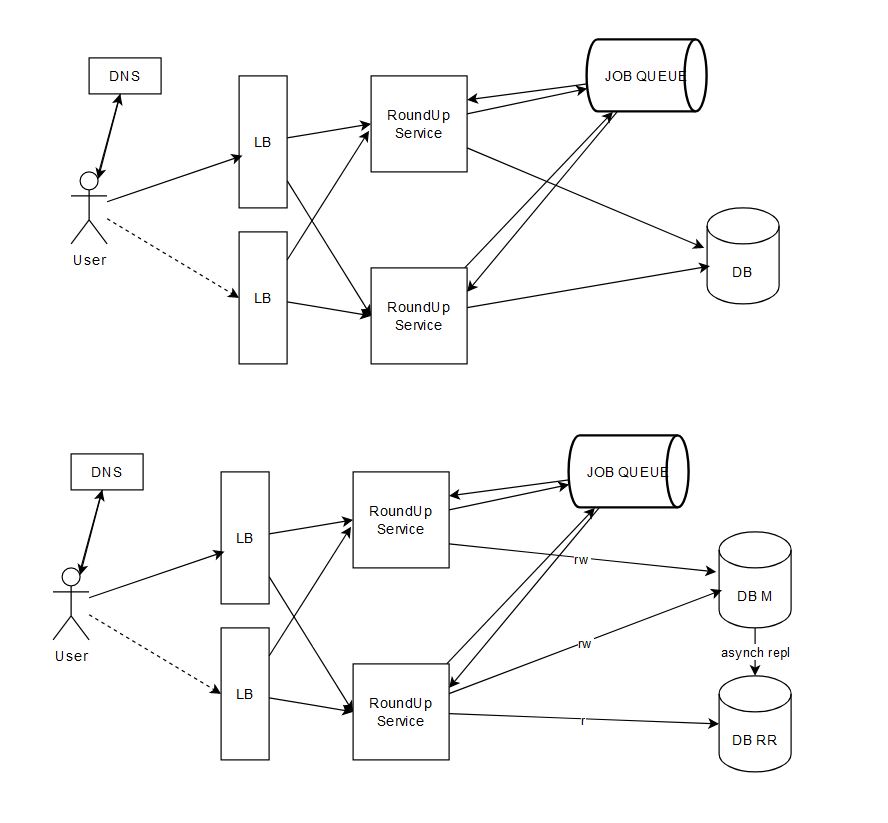 DNS
JOB QUEUE
RoundUp
Service
LB
User
DB
LB
RoundUp
Service
DNS
JOB QUEUE
RoundUp
Service
LB
rw
DB M
User
rw
asynch repl
LB
RoundUp
Service
r
DB RR